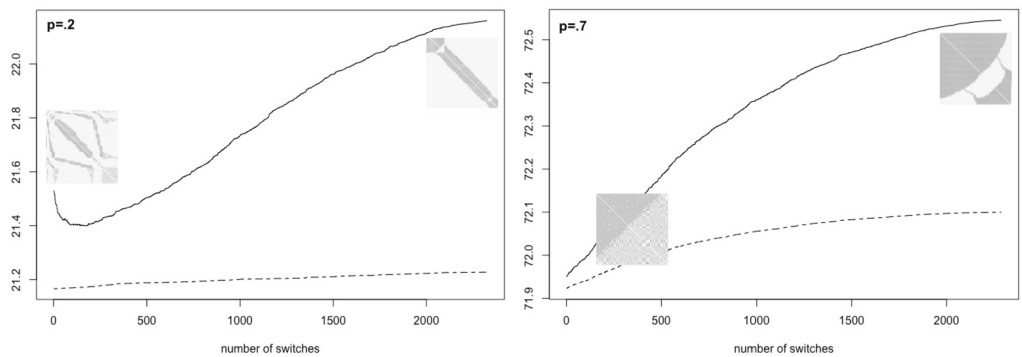 p=.2
22.0
21.8
21.6
21.4
21.2
0 500 1000 1500 2000
number of switches
p=.7
72.5
72.4
72.3
72.2
72.1
72.0
71.9
0 500 1000 1500 2000
number of switches